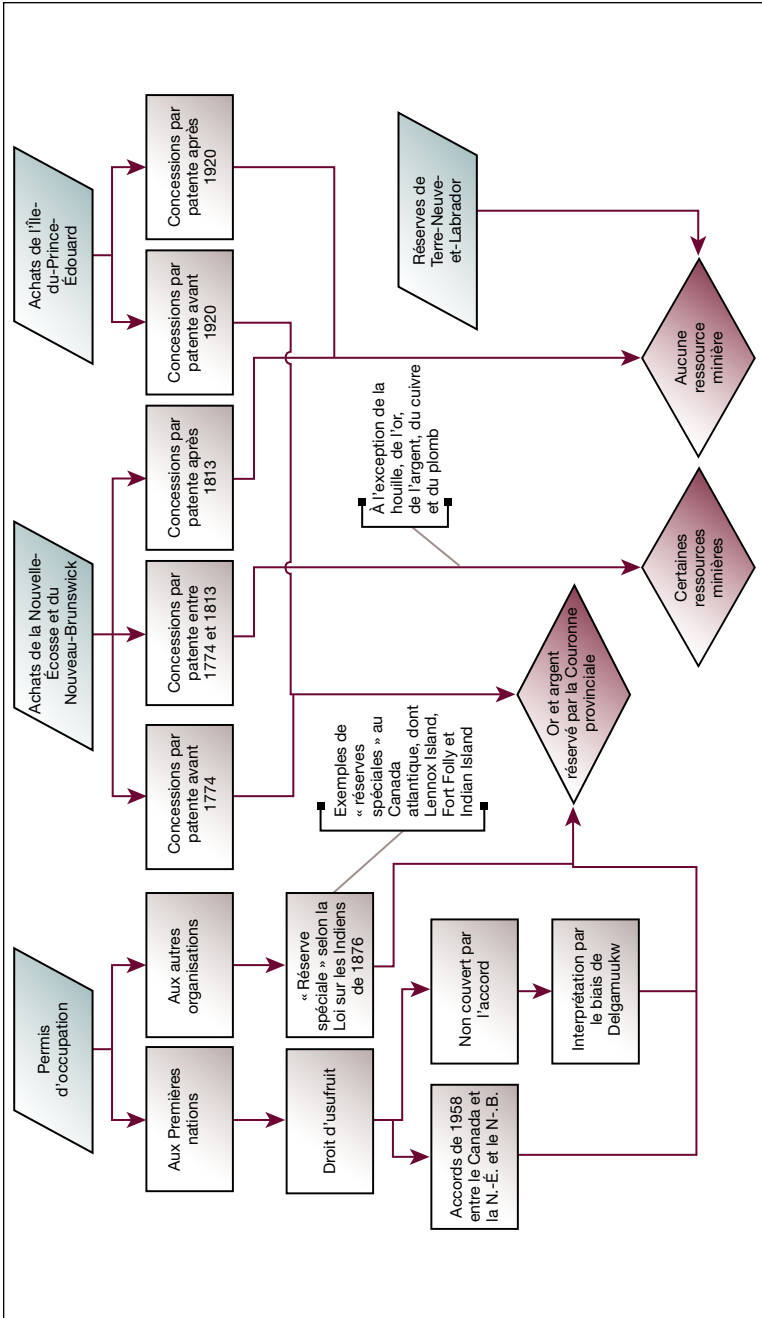 Permis
d'occupation
Achats de la Nouvelle-
Écosse et du
Nouveau-Brunswick
Achats de l'Île-
du-Prince-
Édouard
Aux Premières
nations
Aux autres
organisations
Concessions par
patente avant
1774
Concessions par
patente entre
1774 et 1813
Concessions par
patente après
1813
Concessions par
patente avant
1920
Concessions par
patente après
1920
Droit d'usufruit
« Réserve
spéciale » selon la
Loi sur les Indiens
de 1876
Exemples de
« réserves
spéciales » au
Canada
atlantique, dont
Lennox Island,
Fort Folly et
Indian Island
À l'exception de la
houille, de l'or,
de l'argent, du cuivre
et du plomb
Réserves de
Terre-Neuve-
et-Labrador
Accords de 1958
entre le Canada et
la N.-É. et le N-.B.
Non couvert par
l'accord
Interprétation par
le biais de
Delgamuukw
Or et argent
réservé par la Couronne
provinciale
Certaines
ressources
minières
Aucune
ressource
minière